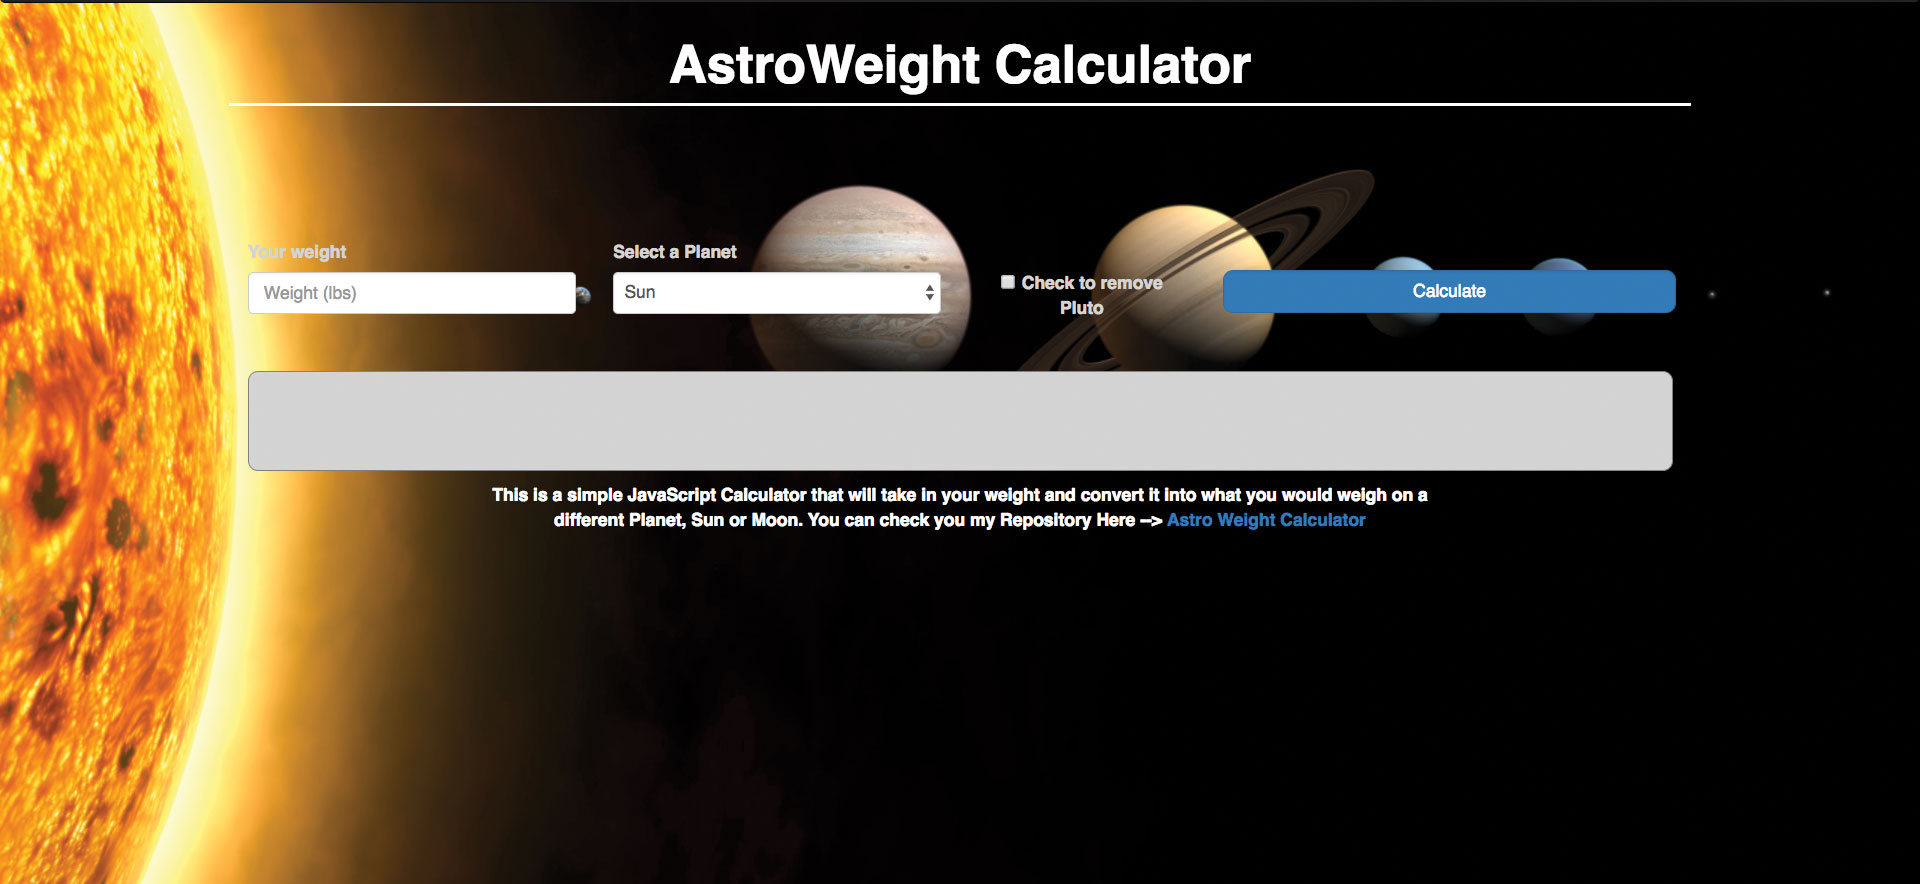 AstroWeight Calculator
Your weight
Select a Planet
Weight (lbs)
Sun
Check to remove
Pluto
Calculate
This is a simple JavaScript Calculator that will take in your weight and convert it into what you would weigh on a
different Planet, Sun or Moon. You can check you my Repository Here --> Astro Weight Calculator